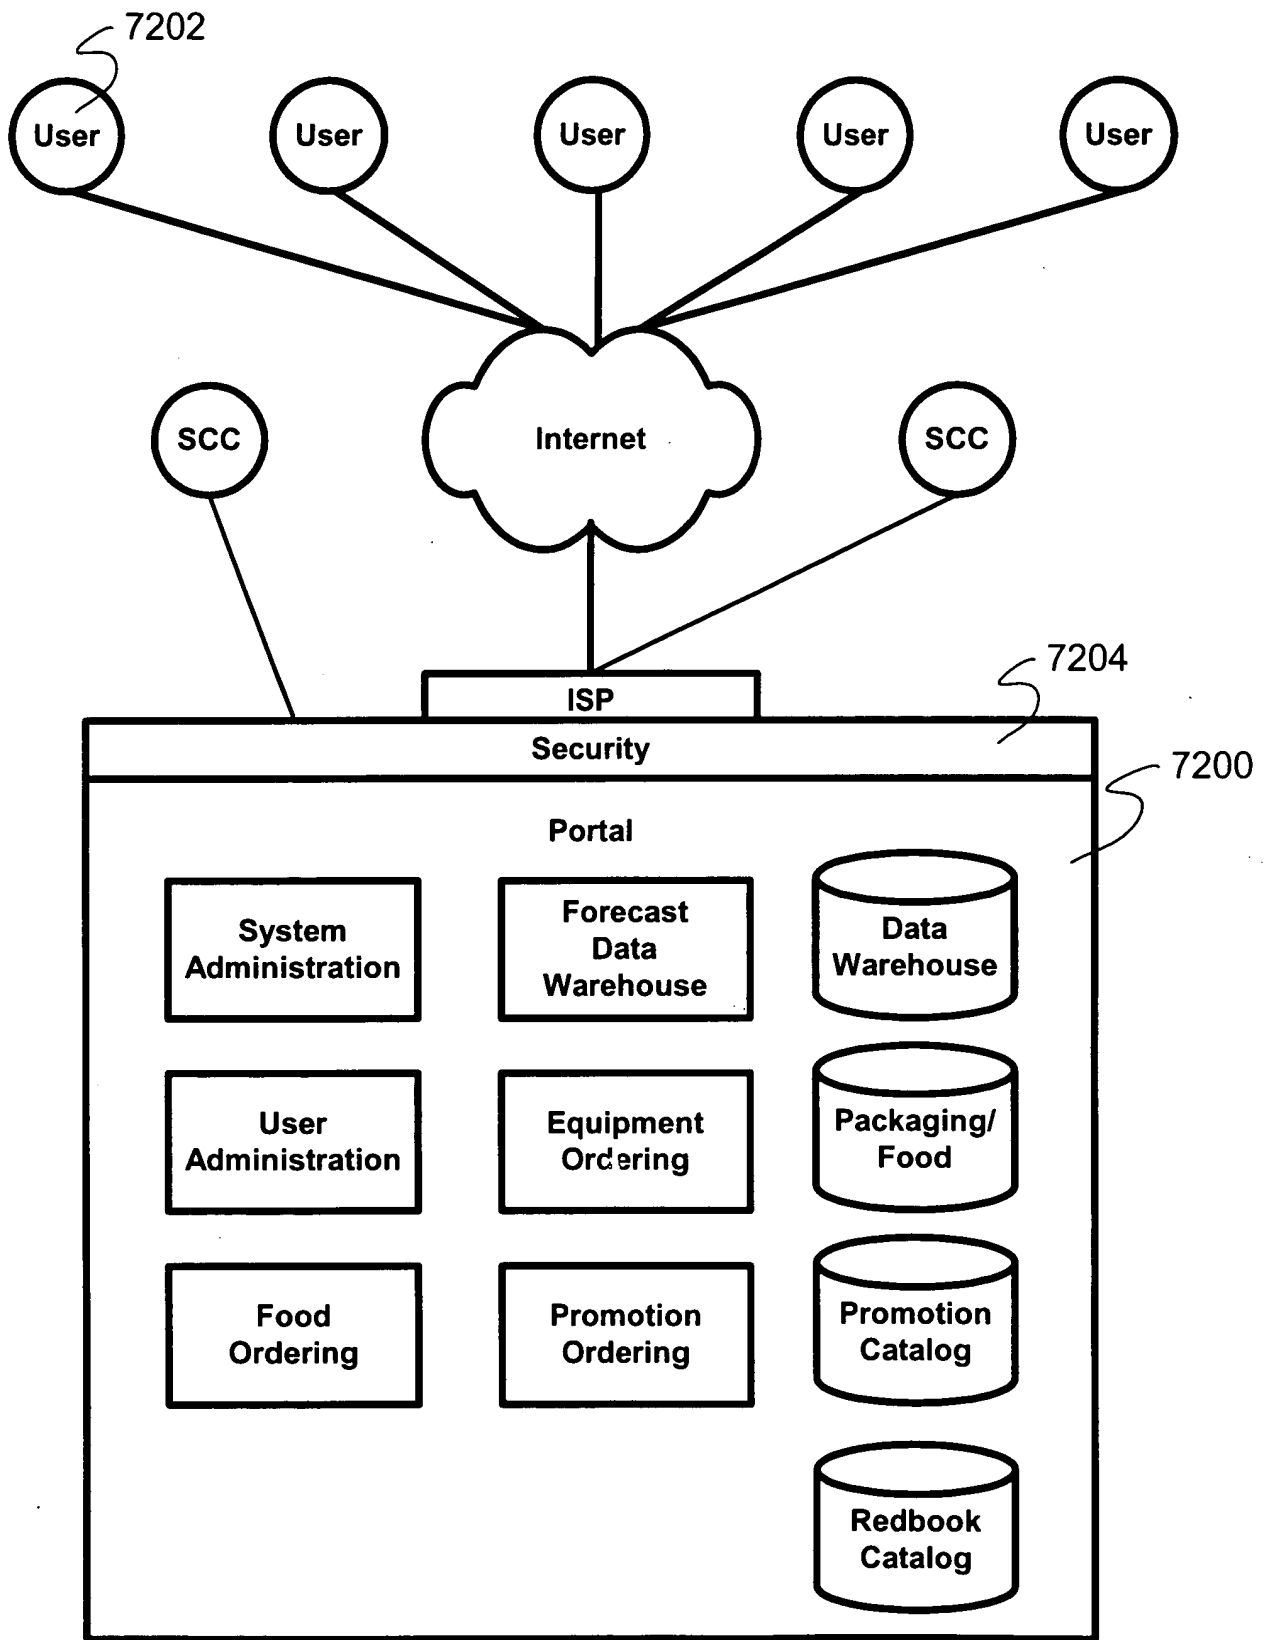 7202
User
User
User
User
User
SCC
Internet
SCC
7204
ISP
Security
7200
Portal
System
Administration
Forecast
Data
Warehouse
Data
Warehouse
User
Administration
Equipment
Ordering
Packaging/
Food
Food
Ordering
Promotion
Ordering
Promotion
Catalog
Redbook
Catalog